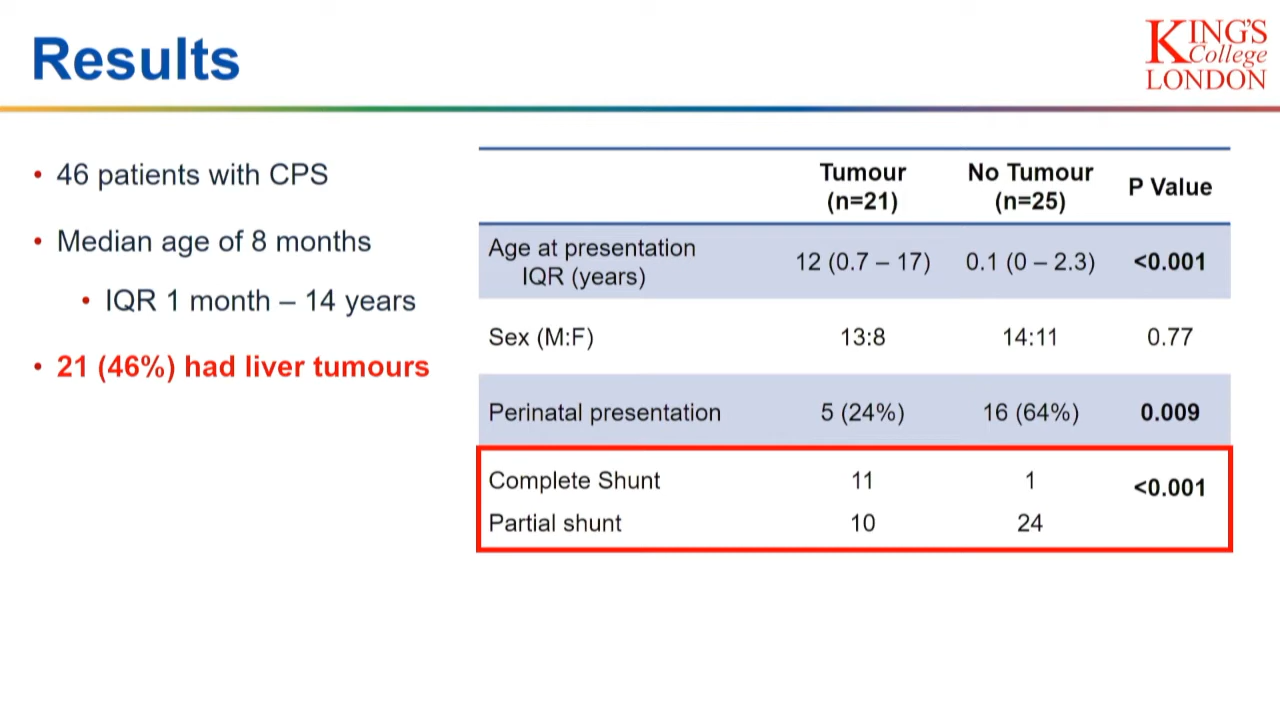 Results
KING'S
College
LONDON
• 46 patients with CPS
• Median age of 8 months
• IQR 1 month – 14 years
• 21 (46%) had liver tumours
Tumour No Tumour P Value
(n=21) (n=25)
Age at presentation
IQR (years) 12 (0.7 – 17) 0.1 (0 – 2.3) <0.001
Sex (M:F) 13:8 14:11 0.77
Perinatal presentation 5 (24%) 16 (64%) 0.009
Complete Shunt 11 1 <0.001
Partial shunt 10 24